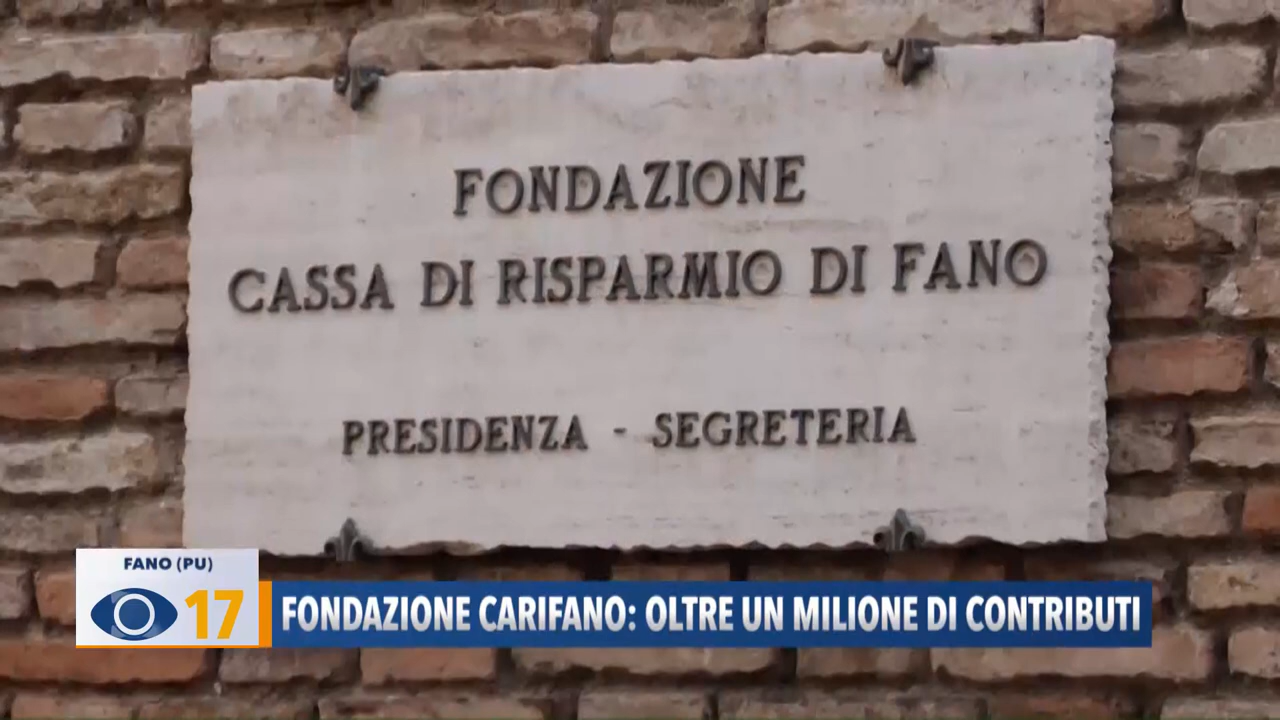 FONDAZIONE
CASSA DI RISPARMIO DI FANO
PRESIDENZA - SEGRETERIA
FANO (PU)
17
FONDAZIONE CARIFANO: OLTRE UN MILIONE DI CONTRIBUTI